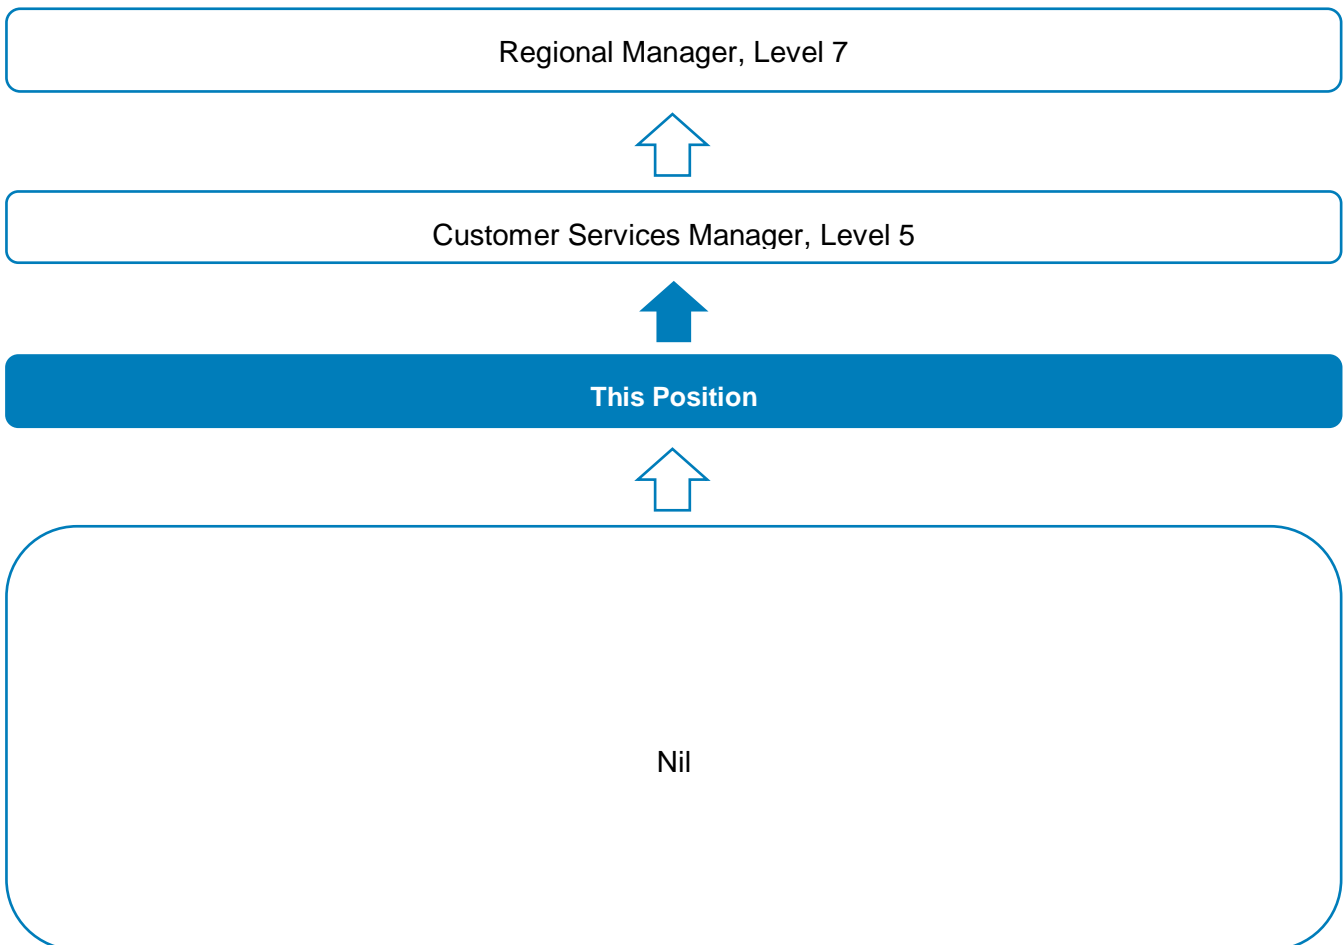 Regional Manager, Level 7
Customer Services Manager, Level 5
This Position
Nil